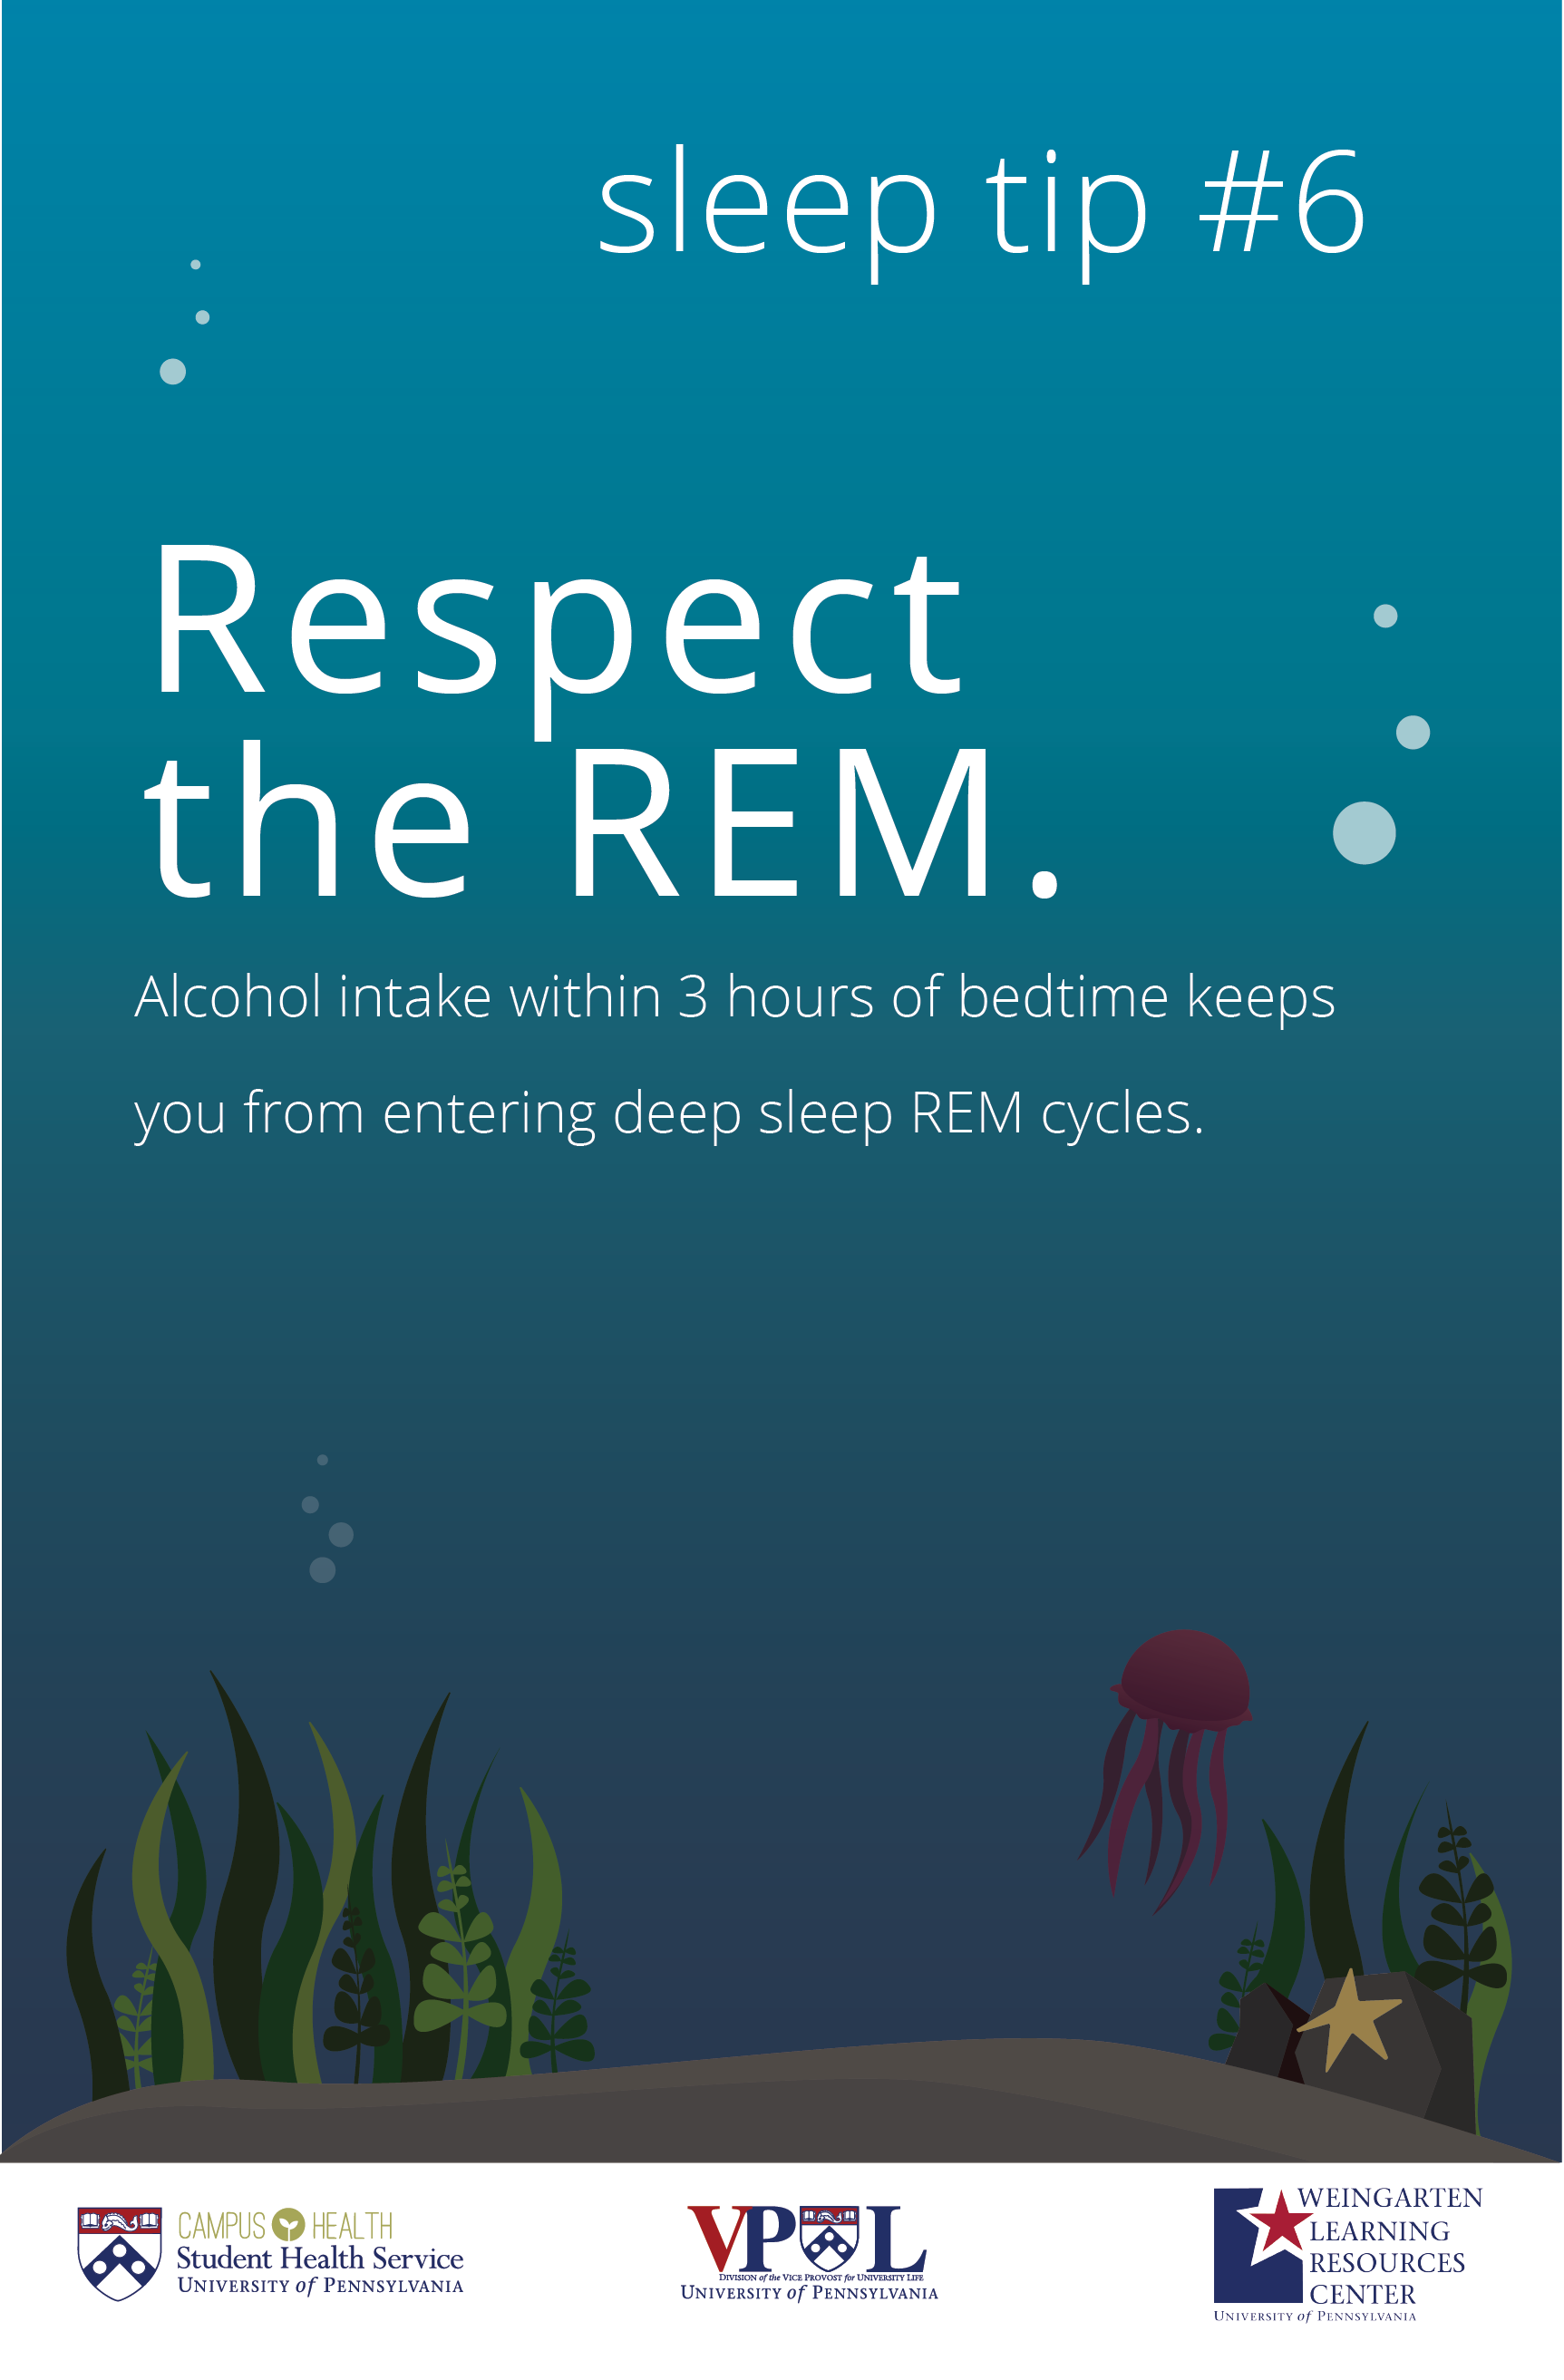 sleep tip #6
Respect
the REM.
Alcohol intake within 3 hours of bedtime keeps
you from entering deep sleep REM cycles.
CAMPUS HEALTH
Student Health Service
UNIVERSITY of PENNSYLVANIA
VPUL
DIVISION of the VICE PROVOST for UNIVERSITY LIFE
UNIVERSITY of PENNSYLVANIA
WEINGARTEN
LEARNING
RESOURCES
CENTER
UNIVERSITY of PENNSYLVANIA